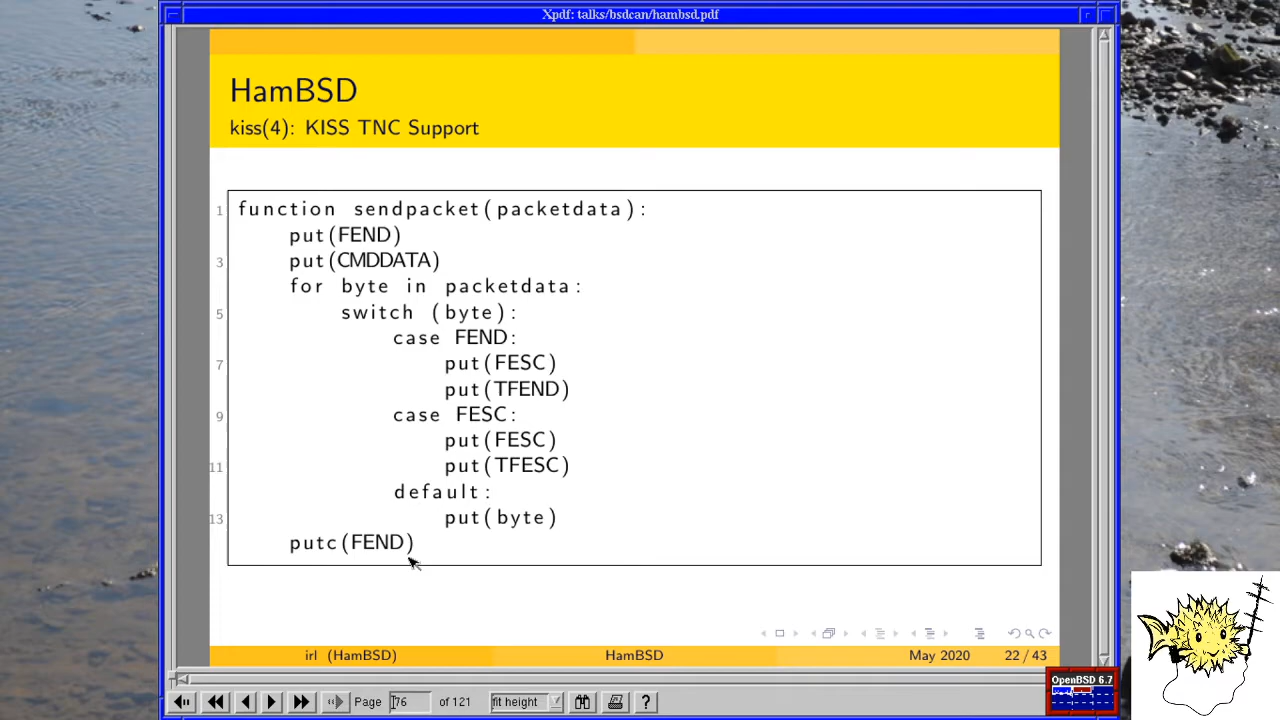 Xpdf: talks/bsdcan/hambsd.pdf
HamBSD
kiss(4): KISS TNC Support
1 function sendpacket(packetdata):
put(FEND)
3 put(CMDDATA)
for byte in packetdata:
5 switch (byte):
case FEND:
7 put(FESC)
put(TFEND)
9 case FESC:
put(FESC)
11 put(TFESC)
default:
13 put(byte)
putc(FEND)
irl (HamBSD) HamBSD May 2020 22/43
OpenBSD 6.7
Page 76 of 121 fit height ?